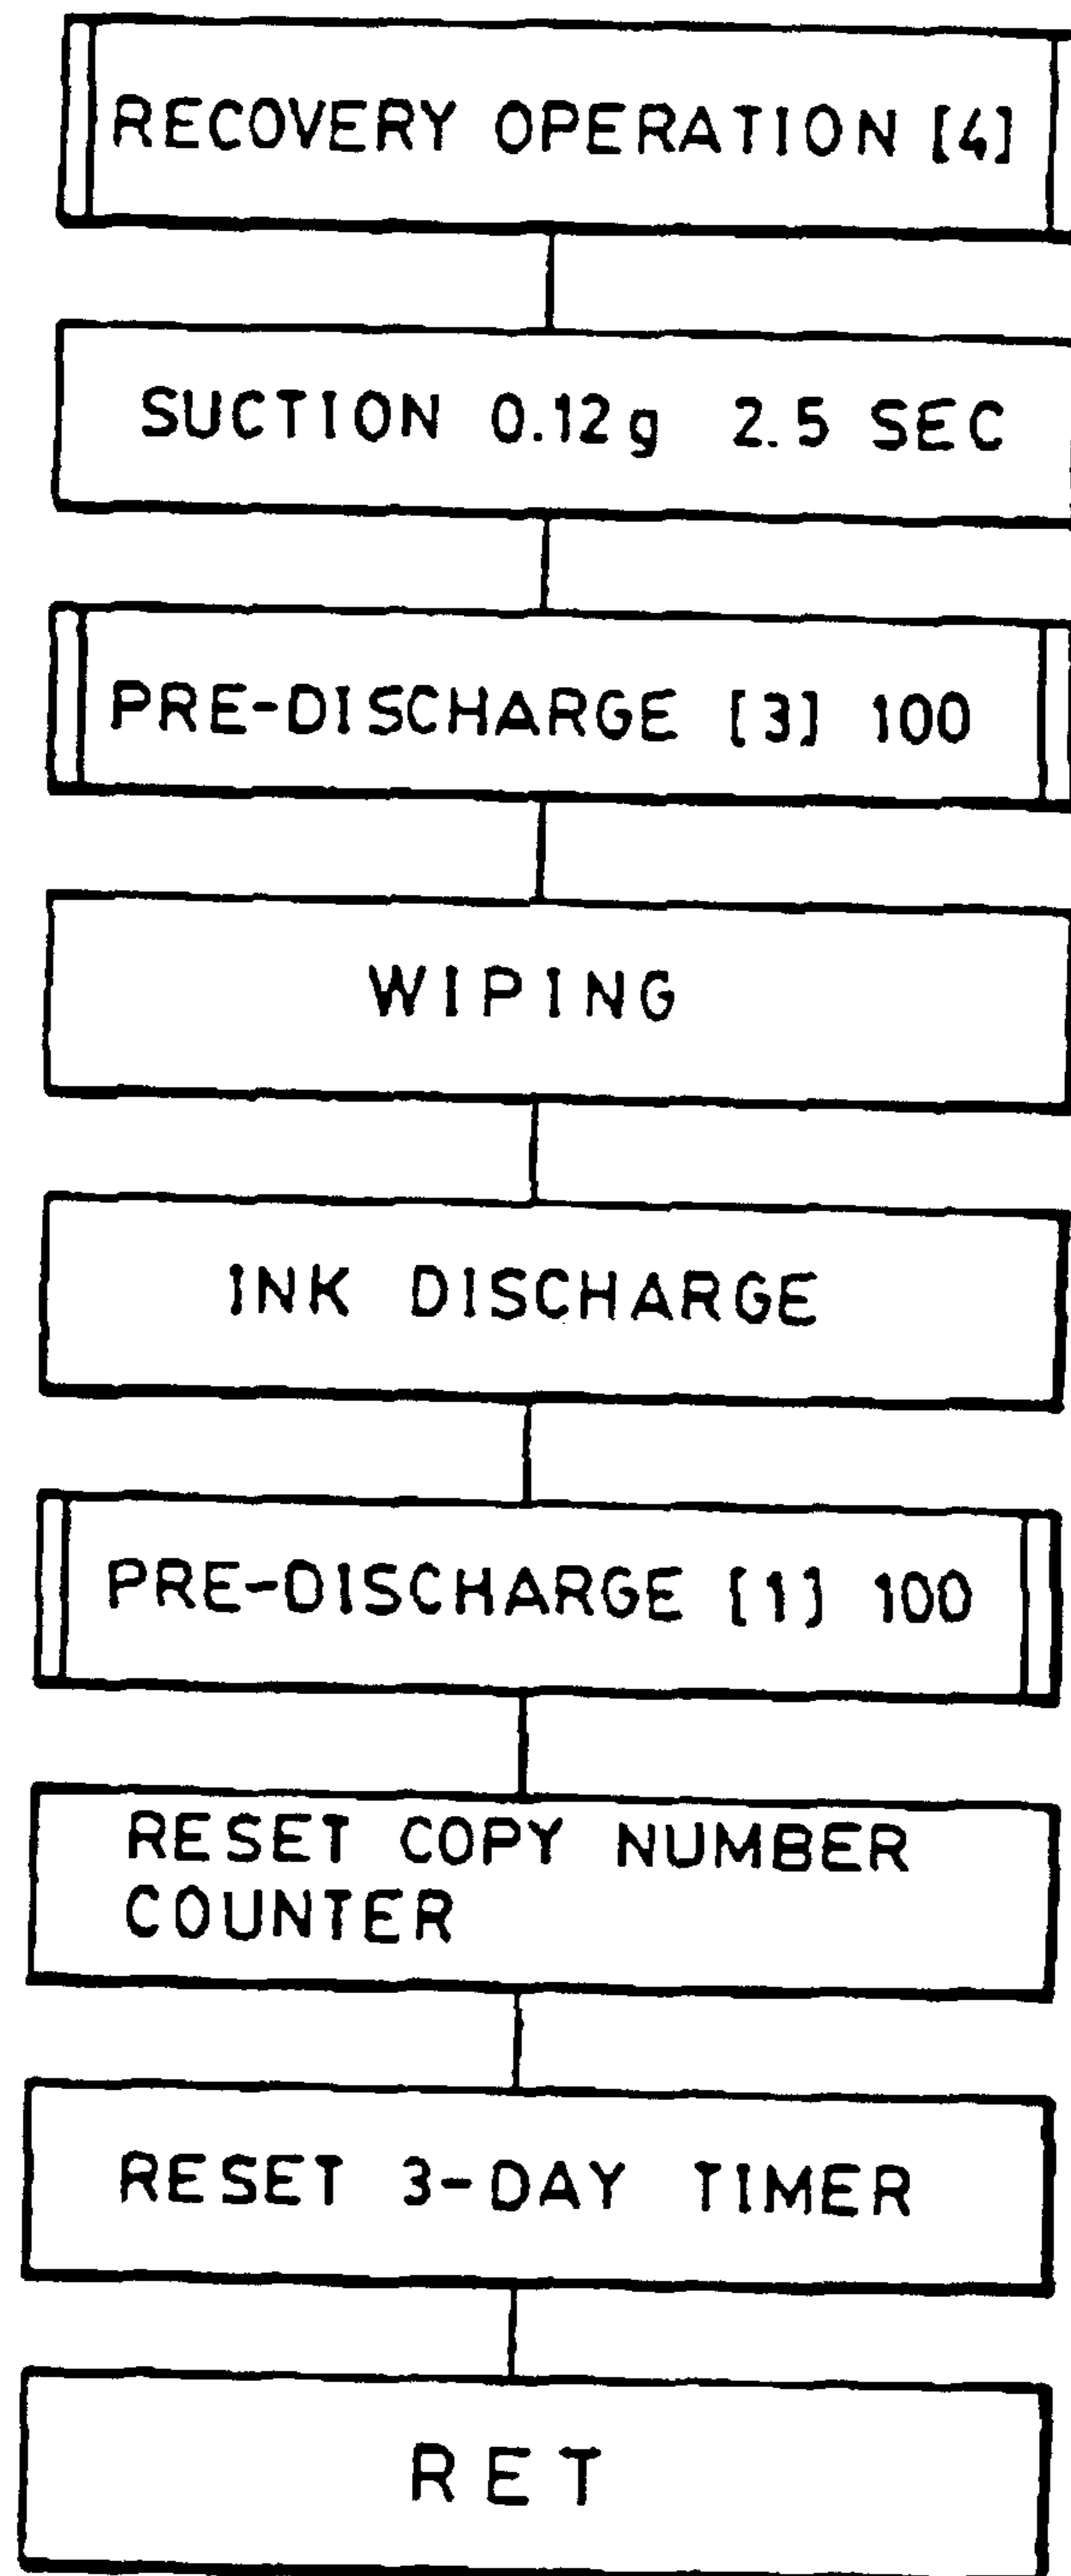 RECOVERY OPERATION [4]
SUCTION 0.12g 2.5 SEC
PRE-DISCHARGE [3] 100
WIPING
INK DISCHARGE
PRE-DISCHARGE [1] 100
RESET COPY NUMBER
COUNTER
RESET 3-DAY TIMER
RET